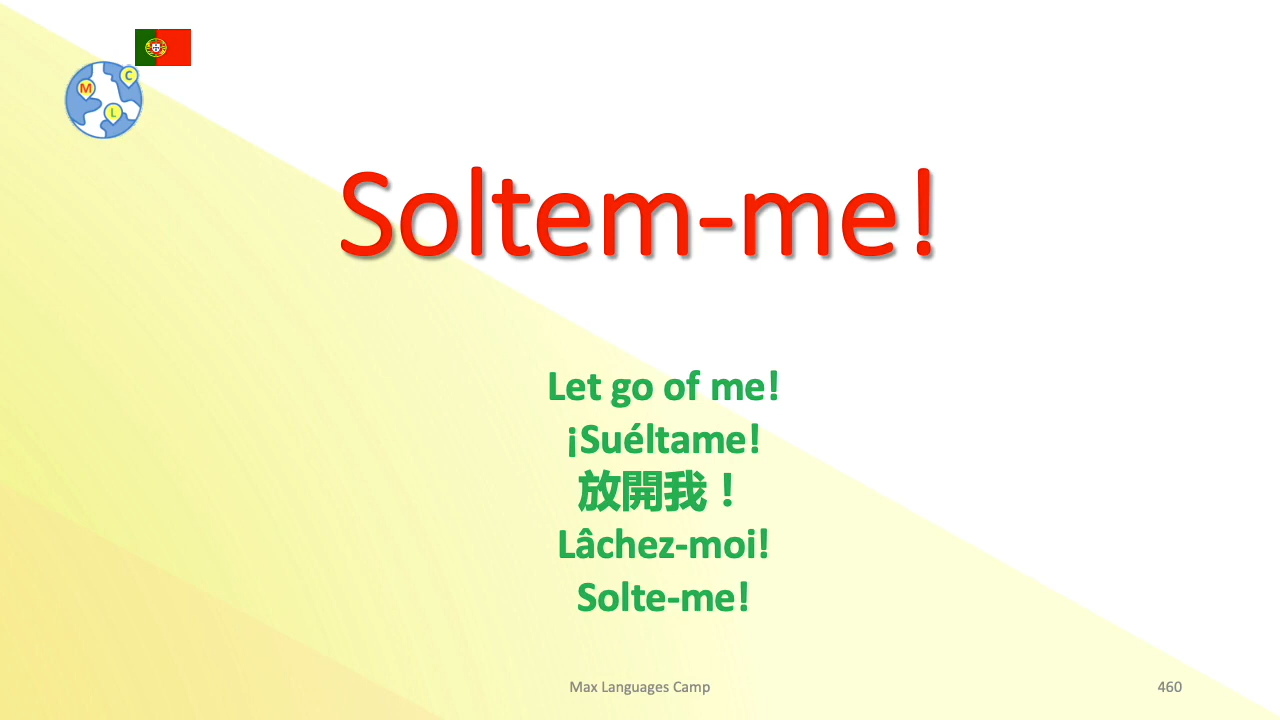 M
C
L
Soltem-me!
Let go of me!
¡Suéltame!
放開我！
Lâchez-moi!
Solte-me!
Max Languages Camp
460